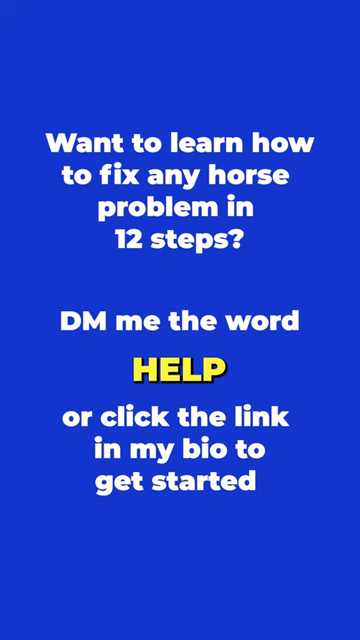 Want to learn how
to fix any horse
problem in
12 steps?
DM me the word
HELP
or click the link
in my bio to
get started